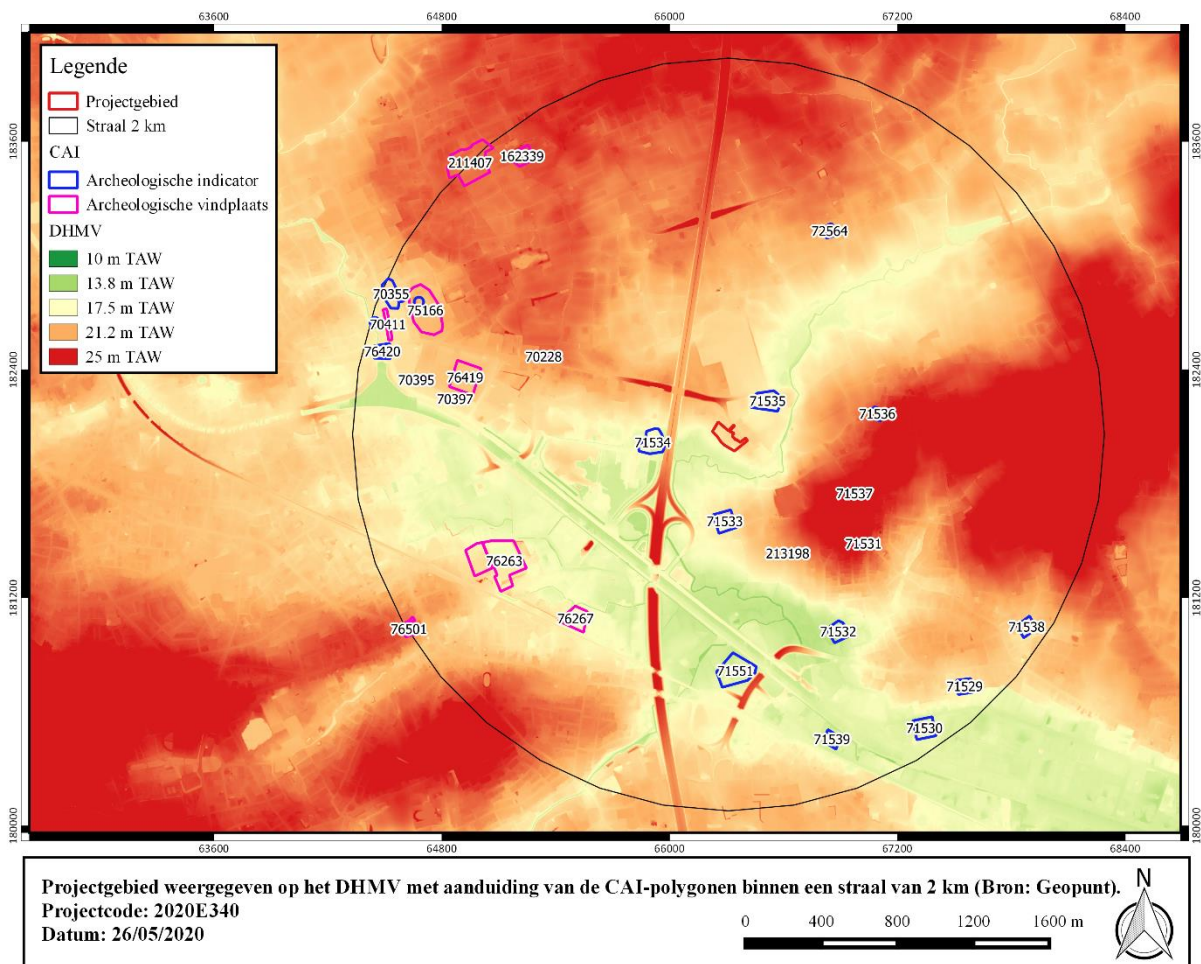 63600 64800 66000 67200 68400
Legende
Projectgebied
Straal 2 km
CAI
Archeologische indicator
Archeologische vindplaats
DHMV
10 m TAW
13.8 m TAW
17.5 m TAW
21.2 m TAW
25 m TAW
183600
183600
211407
162339
72564
70355
75166
70411
76420
70228
182400
182400
70395
76419
70397
71535
71536
71534
71537
71533
71531
213198
76263
181200
181200
76267
76501
71532
71538
71551
71529
71530
71539
180000
180000
63600 64800 66000 67200 68400
Projectgebied weergegeven op het DHMV met aanduiding van de CAI-polygonen binnen een straal van 2 km (Bron: Geopunt).
Projectcode: 2020E340
Datum: 26/05/2020
0 400 800 1200 1600 m
N